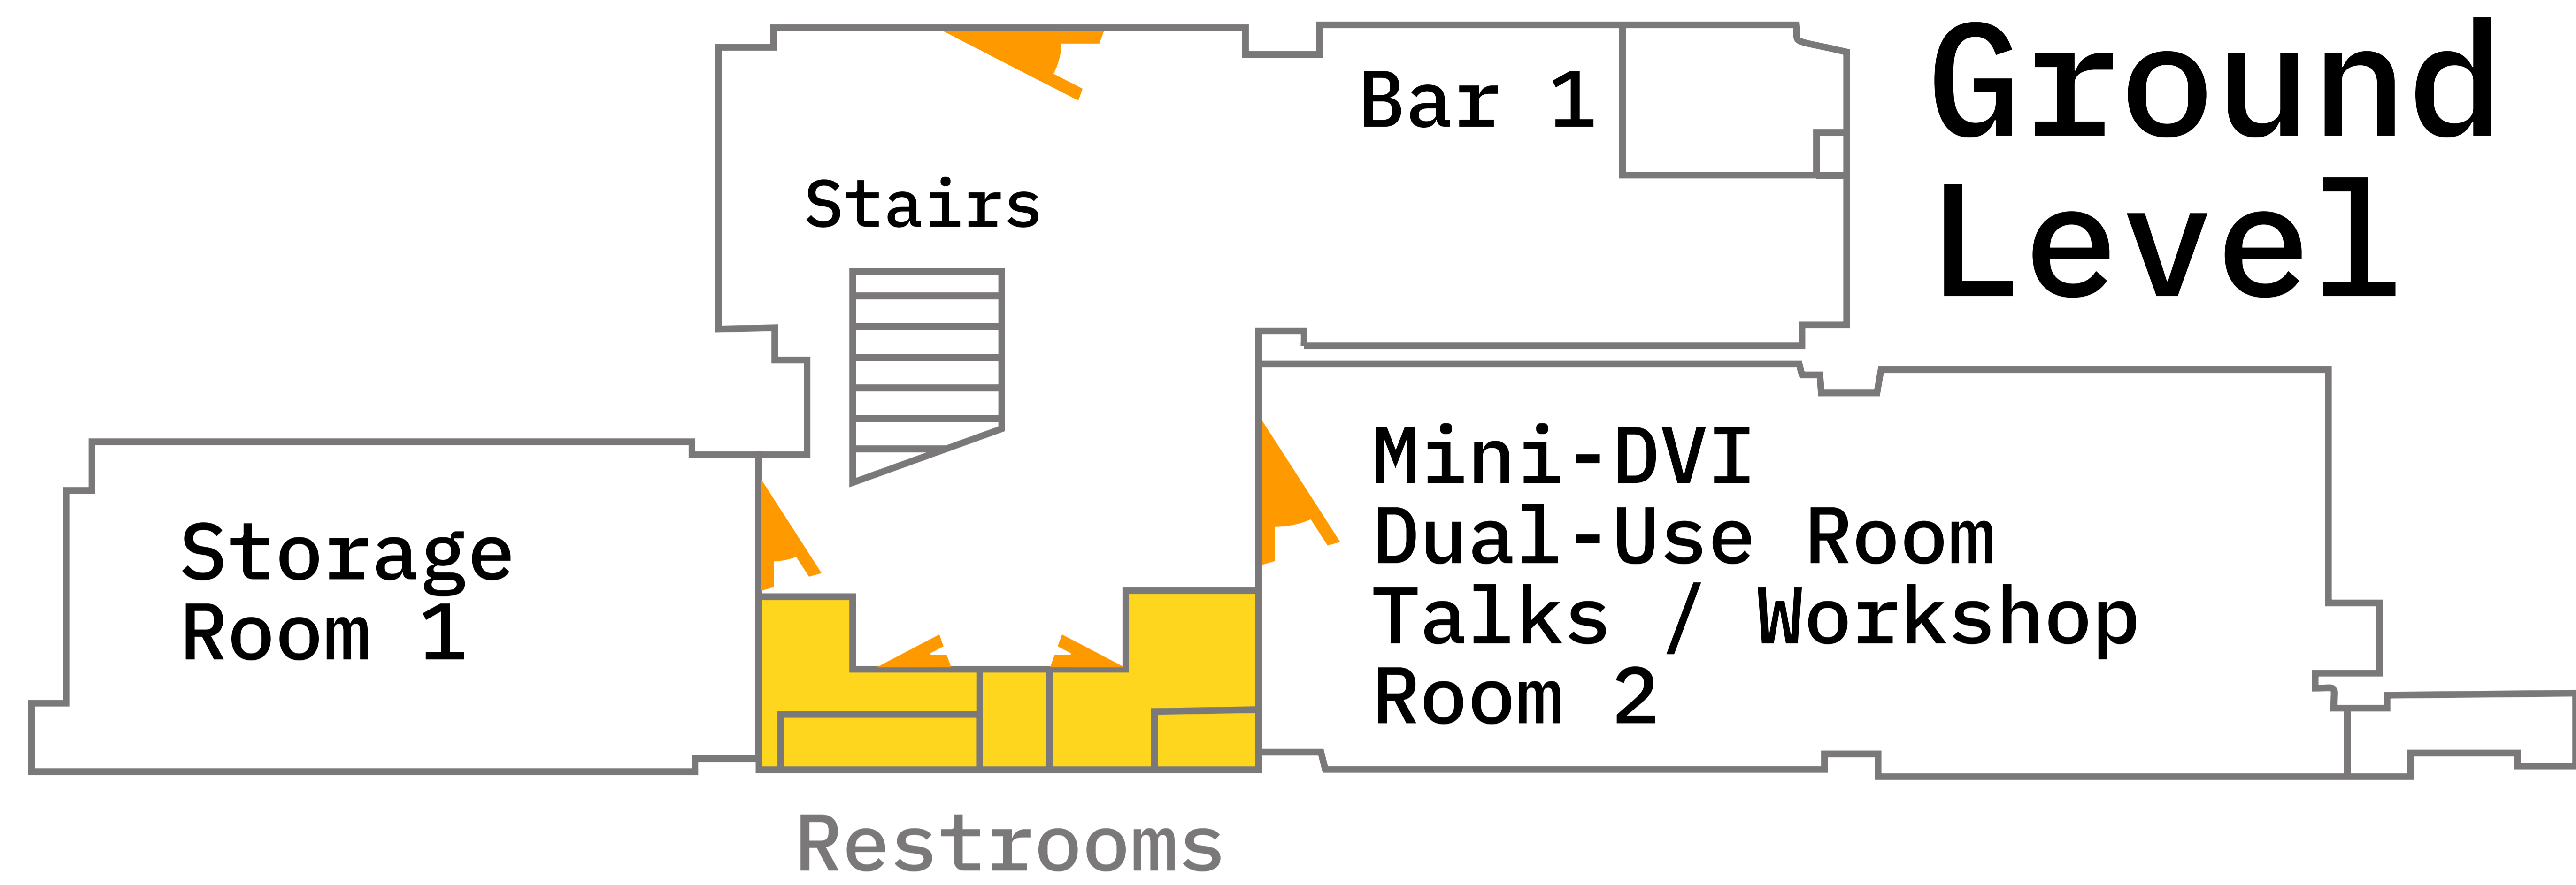 Ground
Level
Bar 1
Stairs
Mini-DVI
Dual-Use Room
Talks / Workshop
Room 2
Storage
Room 1
Restrooms